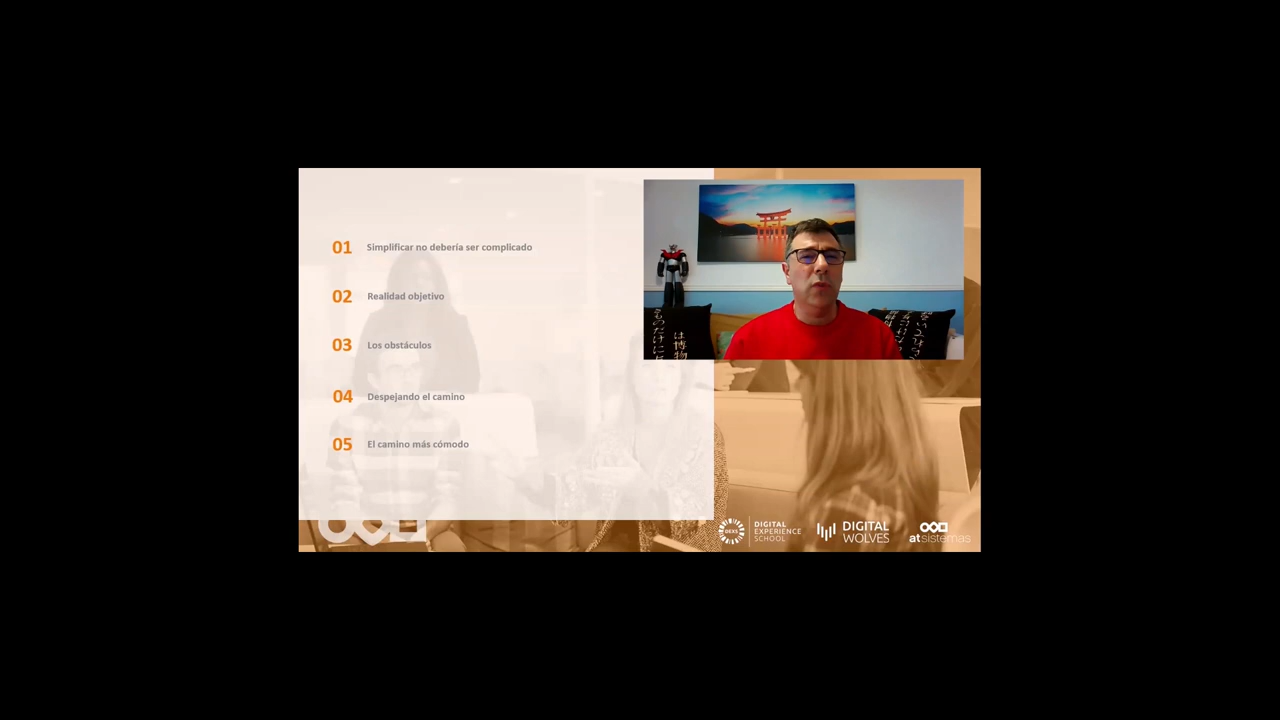 01 Simplificar no debería ser complicado
02 Realidad objetivo
03 Los obstáculos
04 Despejando el camino
05 El camino más cómodo
DEXS
DIGITAL
EXPERIENCE
SCHOOL
DIGITAL
WOLVES
atsistemas